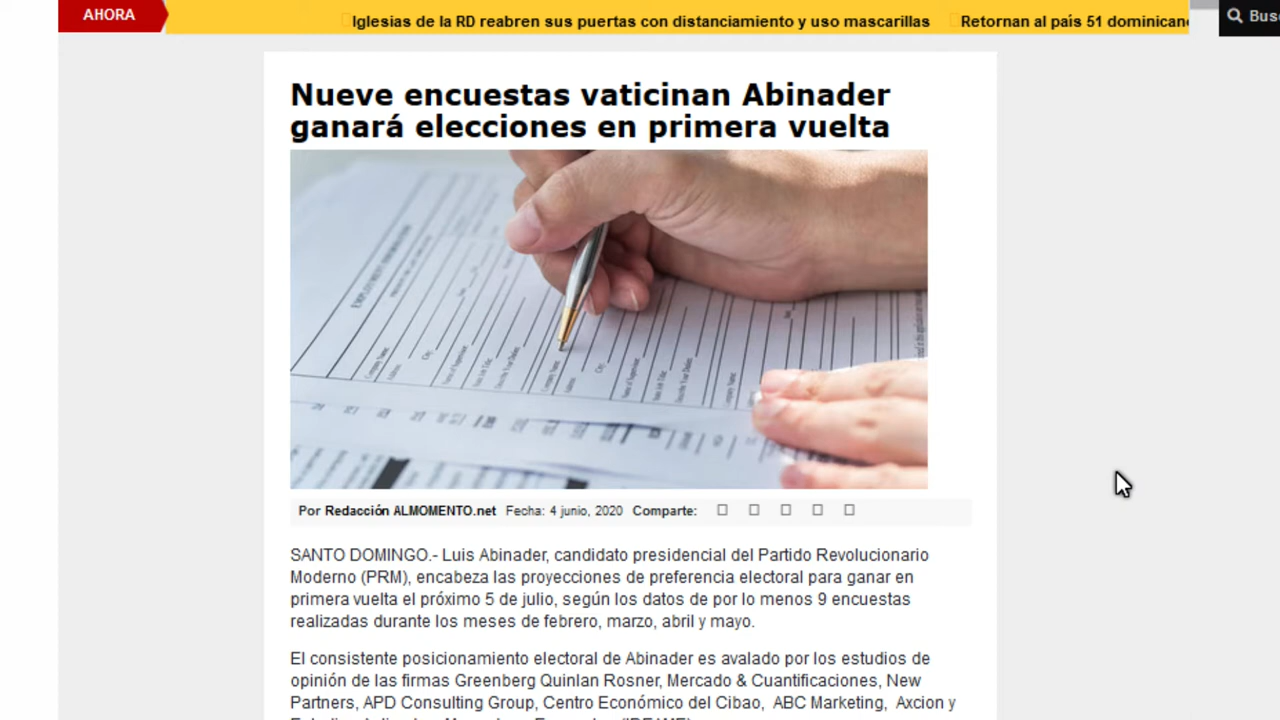 AHORA
Iglesias de la RD reabren sus puertas con distanciamiento y uso mascarillas
Retornan al país 51 dominican
Bus
Nueve encuestas vaticinan Abinader
ganará elecciones en primera vuelta
Por Redacción ALMOMENTO.net Fecha: 4 junio, 2020 Comparte:
SANTO DOMINGO.- Luis Abinader, candidato presidencial del Partido Revolucionario
Moderno (PRM), encabeza las proyecciones de preferencia electoral para ganar en
primera vuelta el próximo 5 de julio, según los datos de por lo menos 9 encuestas
realizadas durante los meses de febrero, marzo, abril y mayo.
El consistente posicionamiento electoral de Abinader es avalado por los estudios de
opinión de las firmas Greenberg Quinlan Rosner, Mercado & Cuantificaciones, New
Partners, APD Consulting Group, Centro Económico del Cibao, ABC Marketing, Axcion y